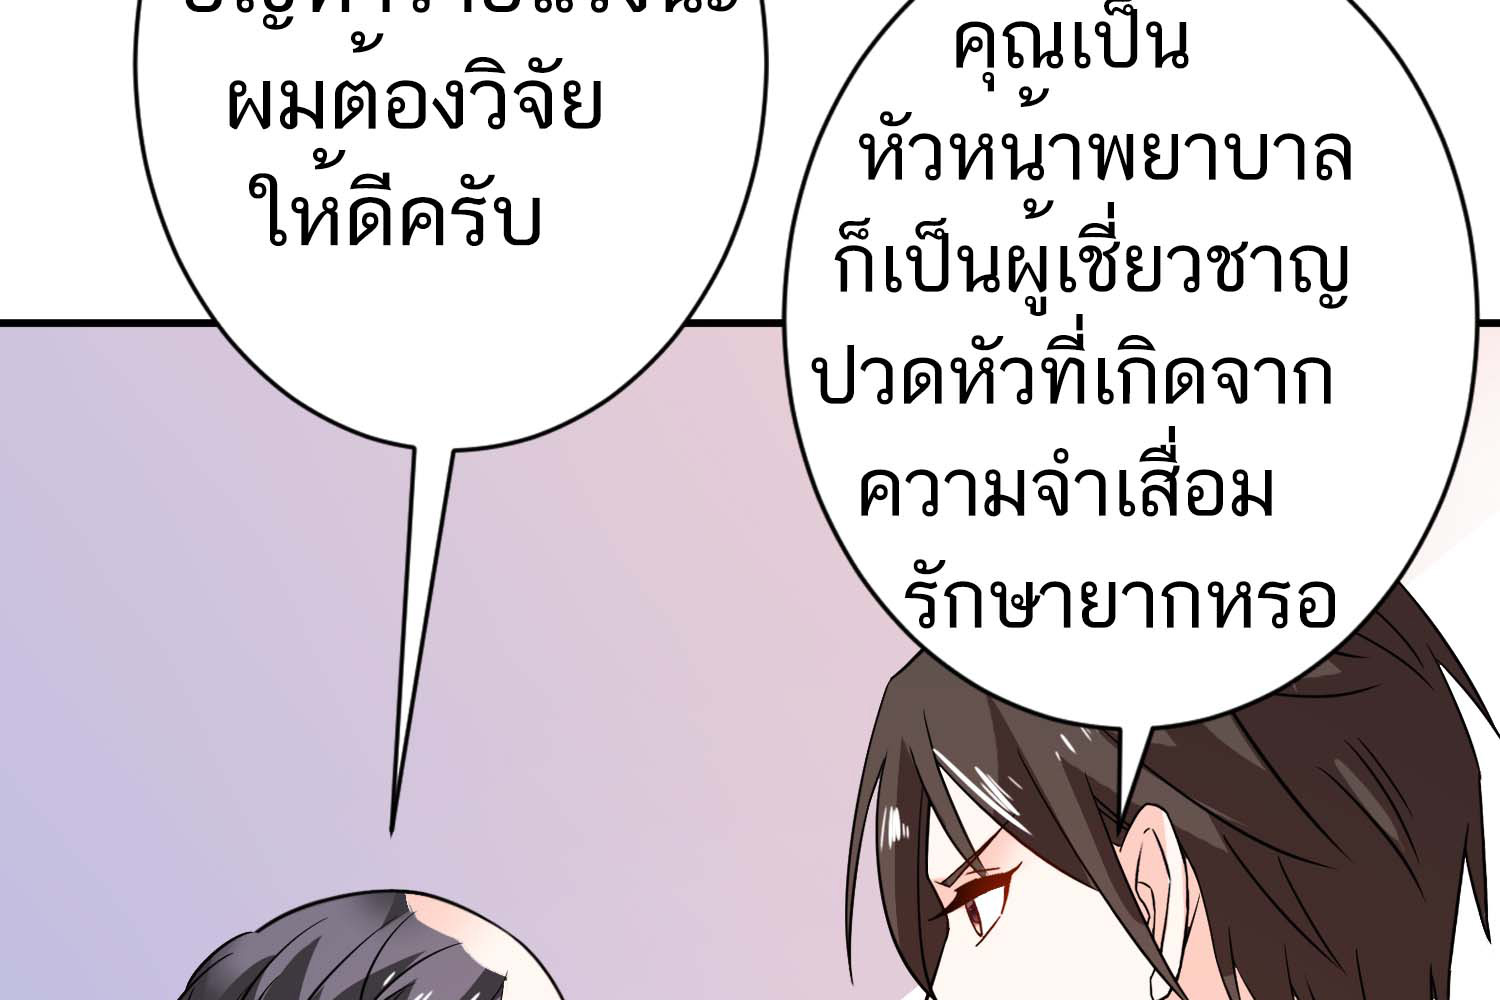 ผมต้องวิจัย
ให้ดีครับ
คุณเป็น
หัวหน้าพยาบาล
ก็เป็นผู้เชี่ยวชาญ
ปวดหัวที่เกิดจาก
ความจำเสื่อม
รักษายากหรอ